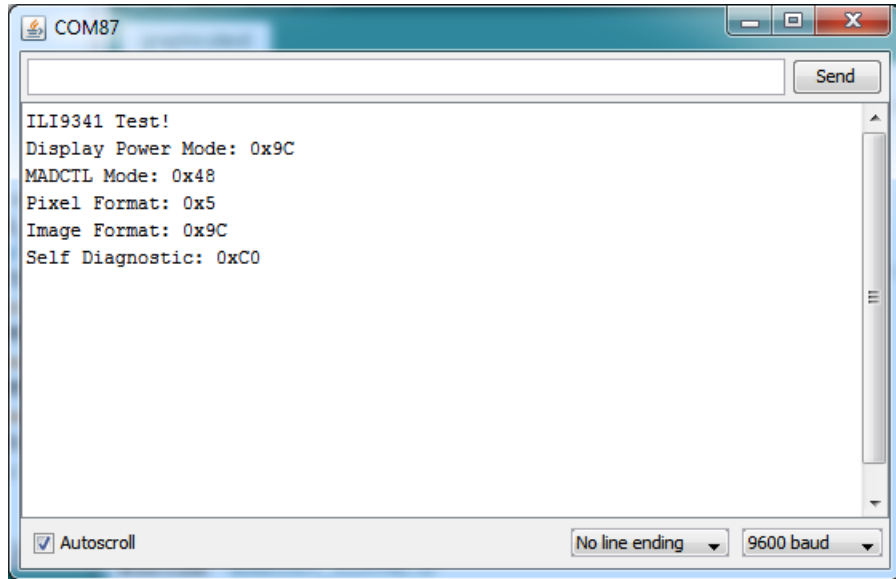 COM87
Send
ILI9341 Test!
Display Power Mode: 0x9C
MADCTL Mode: 0x48
Pixel Format: 0x5
Image Format: 0x9C
Self Diagnostic: 0xC0
Autoscroll
No line ending
9600 baud